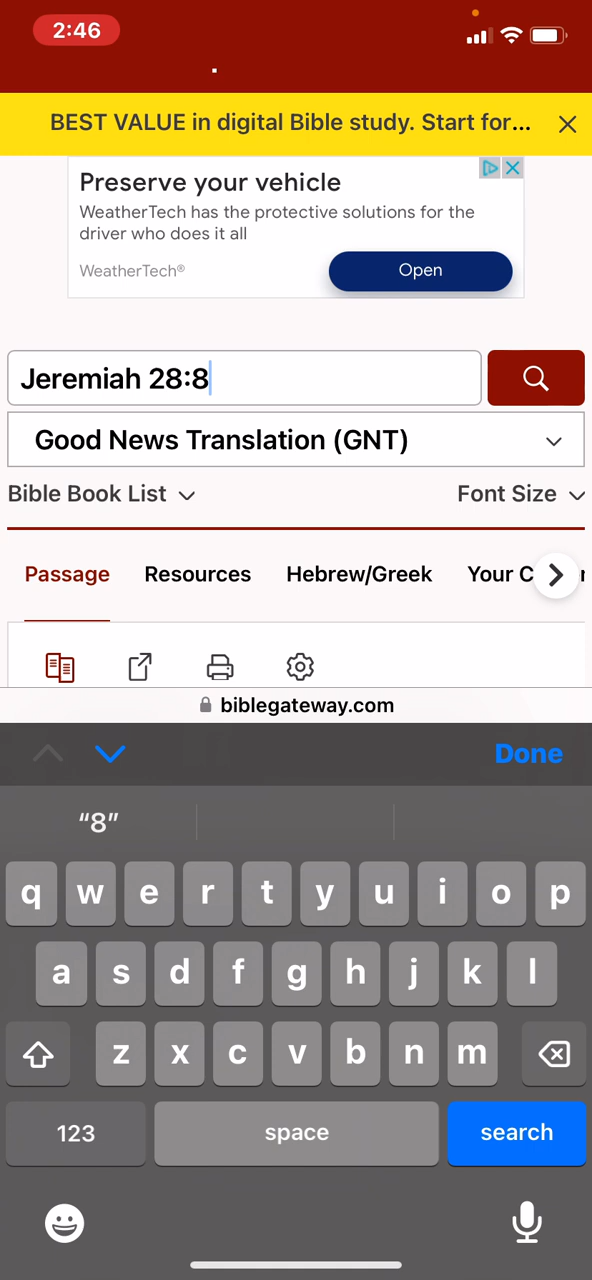 2:46
BEST VALUE in digital Bible study. Start for...
Preserve your vehicle
WeatherTech has the protective solutions for the
driver who does it all
WeatherTech®
Open
Jeremiah 28:8
Good News Translation (GNT)
Bible Book List
Font Size
Passage Resources Hebrew/Greek Your C
biblegateway.com
Done
“8”
q w e r t y u i o p
a s d f g h j k l
z x c v b n m
123 space search